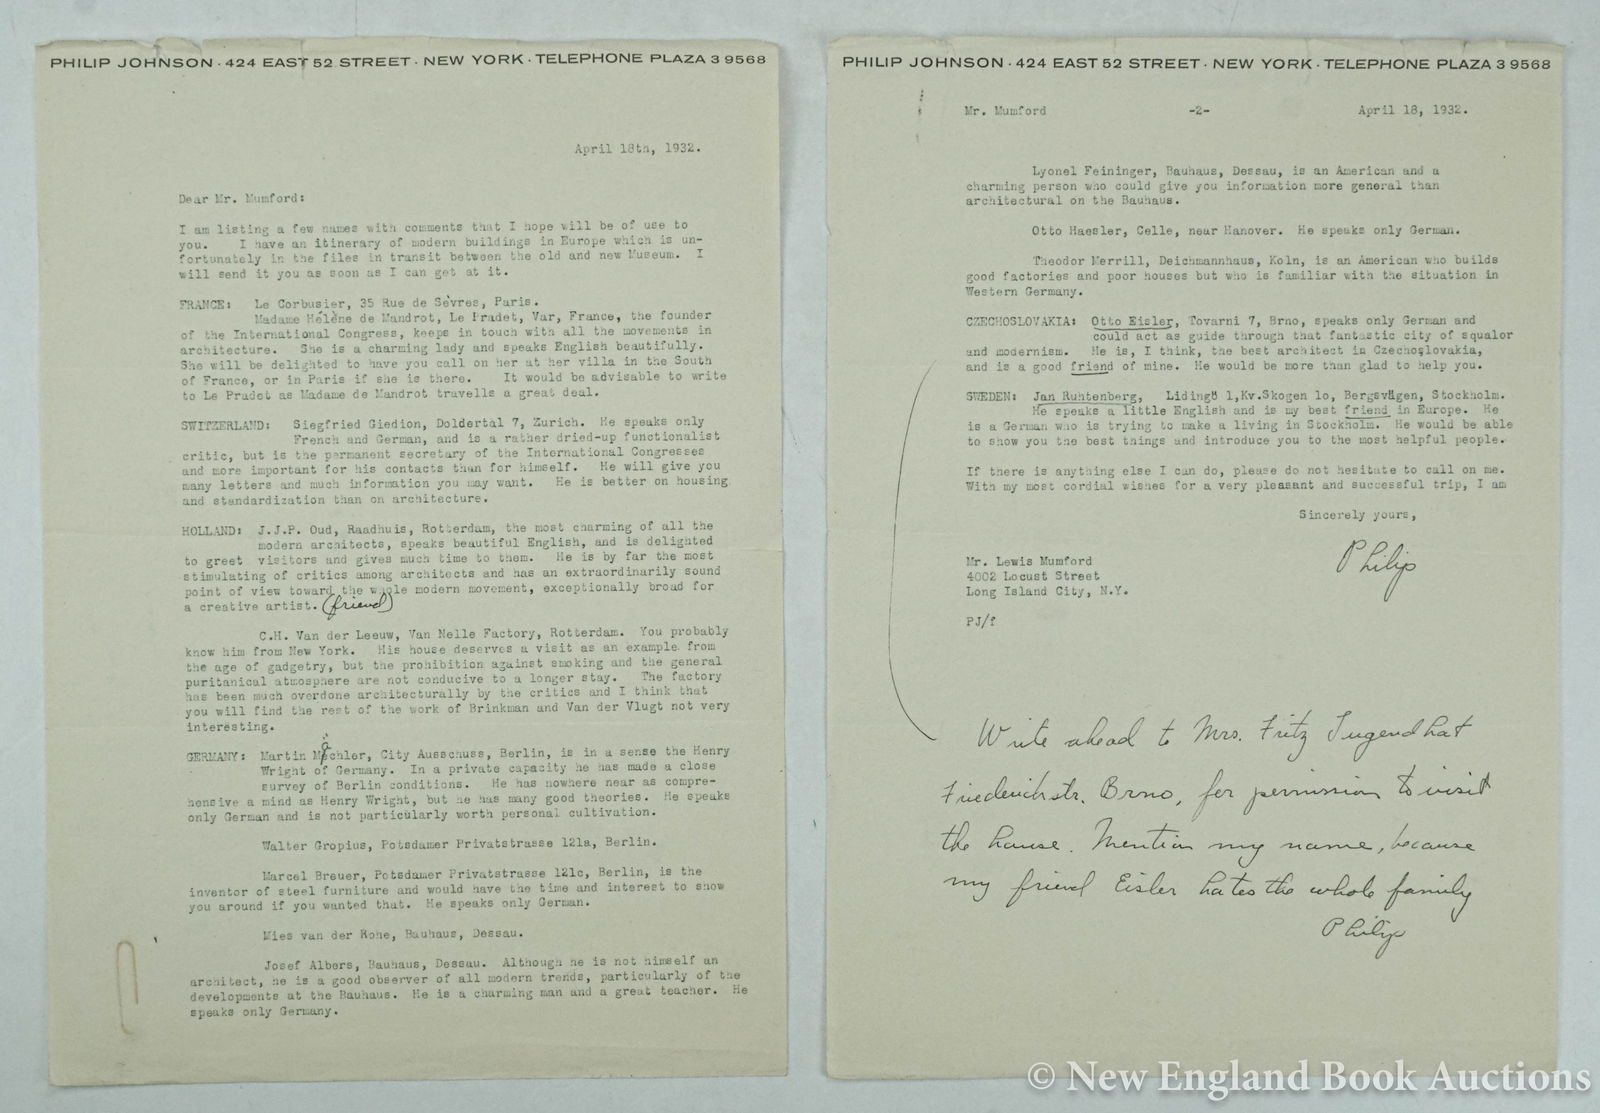 PHILIP JOHNSON · 424 EAST 52 STREET · NEW YORK · TELEPHONE PLAZA 3 9568
April 18th, 1932.
Dear Mr. Mumford:
I am listing a few names with comments that I hope will be of use to
you. I have an itinerary of modern buildings in Europe which is un-
fortunately in the files in transit between the old and new Museum. I
will send it you as soon as I can get at it.
FRANCE: Le Corbusier, 35 Rue de Sèvres, Paris.
Madame Hélène de Mandrot, Le Pradet, Var, France, the founder
of the International Congress, keeps in touch with all the movements in
architecture. She is a charming lady and speaks English beautifully.
She will be delighted to have you call on her at her villa in the South
of France, or in Paris if she is there. It would be advisable to write
to Le Pradet as Madame de Mandrot travells a great deal.
SWITZERLAND: Siegfried Giedion, Doldertal 7, Zurich. He speaks only
French and German, and is a rather dried-up functionalist
critic, but is the permanent secretary of the International Congresses
and more important for his contacts than for himself. He will give you
many letters and much information you may want. He is better on housing
and standardization than on architecture.
HOLLAND: J.J.P. Oud, Raadhuis, Rotterdam, the most charming of all the
modern architects, speaks beautiful English, and is delighted
to greet visitors and gives much time to them. He is by far the most
stimulating of critics among architects and has an extraordinarily sound
point of view toward the whole modern movement, exceptionally broad for
a creative artist. (friend)
C.H. Van der Leeuw, Van Nelle Factory, Rotterdam. You probably
know him from New York. His house deserves a visit as an example from
the age of gadgetry, but the prohibition against smoking and the general
puritanical atmosphere are not conducive to a longer stay. The factory
has been much overdone architecturally by the critics and I think that
you will find the rest of the work of Brinkman and Van der Vlugt not very
interesting.
GERMANY: Martin Mächler, City Ausschuss, Berlin, is in a sense the Henry
Wright of Germany. In a private capacity he has made a close
survey of Berlin conditions. He has nowhere near as compre-
hensive a mind as Henry Wright, but he has many good theories. He speaks
only German and is not particularly worth personal cultivation.
Walter Gropius, Potsdamer Privatstrasse 121a, Berlin.
Marcel Breuer, Potsdamer Privatstrasse 121c, Berlin, is the
inventor of steel furniture and would have the time and interest to show
you around if you wanted that. He speaks only German.
Mies van der Rohe, Bauhaus, Dessau.
Josef Albers, Bauhaus, Dessau. Although he is not himself an
architect, he is a good observer of all modern trends, particularly of the
developments at the Bauhaus. He is a charming man and a great teacher. He
speaks only Germany.
PHILIP JOHNSON · 424 EAST 52 STREET · NEW YORK · TELEPHONE PLAZA 3 9568
Mr. Mumford -2- April 18, 1932.
Lyonel Feininger, Bauhaus, Dessau, is an American and a
charming person who could give you information more general than
architectural on the Bauhaus.
Otto Haesler, Celle, near Hanover. He speaks only German.
Theodor Merrill, Deichmannhaus, Koln, is an American who builds
good factories and poor houses but who is familiar with the situation in
Western Germany.
CZECHOSLOVAKIA: Otto Eisler, Tovarni 7, Brno, speaks only German and
could act as guide through that fantastic city of squalor
and modernism. He is, I think, the best architect in Czechoslovakia,
and is a good friend of mine. He would be more than glad to help you.
SWEDEN: Jan Ruhtenberg, Lidingö 1,Kv.Skogen 10, Bergsvägen, Stockholm.
He speaks a little English and is my best friend in Europe. He
is a German who is trying to make a living in Stockholm. He would be able
to show you the best things and introduce you to the most helpful people.
If there is anything else I can do, please do not hesitate to call on me.
With my most cordial wishes for a very pleasant and successful trip, I am
Sincerely yours,
Philip
Mr. Lewis Mumford
4002 Locust Street
Long Island City, N.Y.
PJ/f
Write ahead to Mrs. Fritz Tugendhat
Friederichstr. Brno, for permission to visit
the house. Mention my name, because
my friend Eisler hates the whole family
Philip
© New England Book Auctions